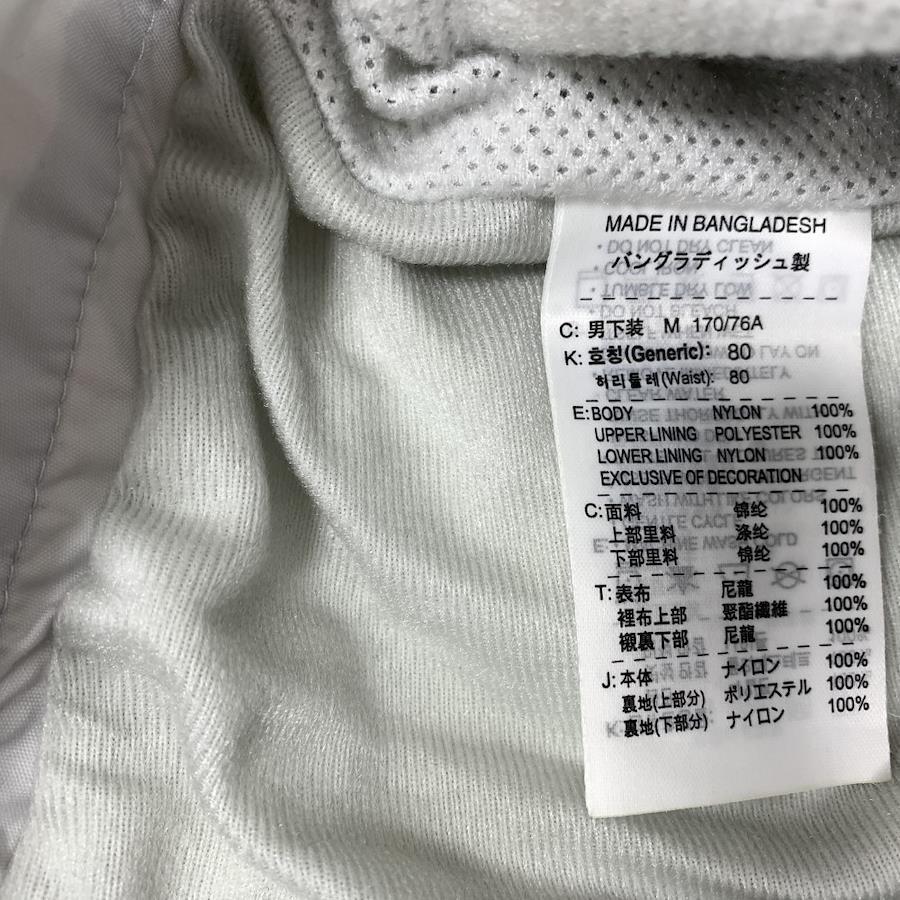 MADE IN BANGLADESH
バングラディッシュ製
C: 男下装 M 170/76A
K: 호칭(Generic): 80
허리둘레(Waist): 80
E: BODY NYLON 100%
UPPER LINING POLYESTER 100%
LOWER LINING NYLON 100%
EXCLUSIVE OF DECORATION
C: 面料 锦纶 100%
上部里料 涤纶 100%
下部里料 锦纶 100%
T: 表布 尼龍 100%
裡布上部 聚酯纖維 100%
襯裏下部 尼龍 100%
J: 本体 ナイロン 100%
裏地(上部分) ポリエステル 100%
裏地(下部分) ナイロン 100%